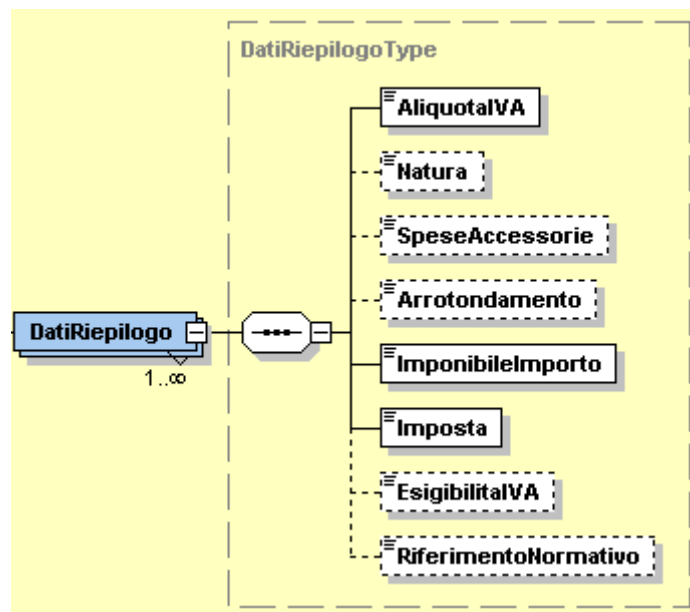 DatiRiepilogoType
AliquotaIVA
Natura
SpeseAccessorie
Arrotondamento
DatiRiepilogo
1..∞
ImponibileImporto
Imposta
EsigibilitaIVA
RiferimentoNormativo